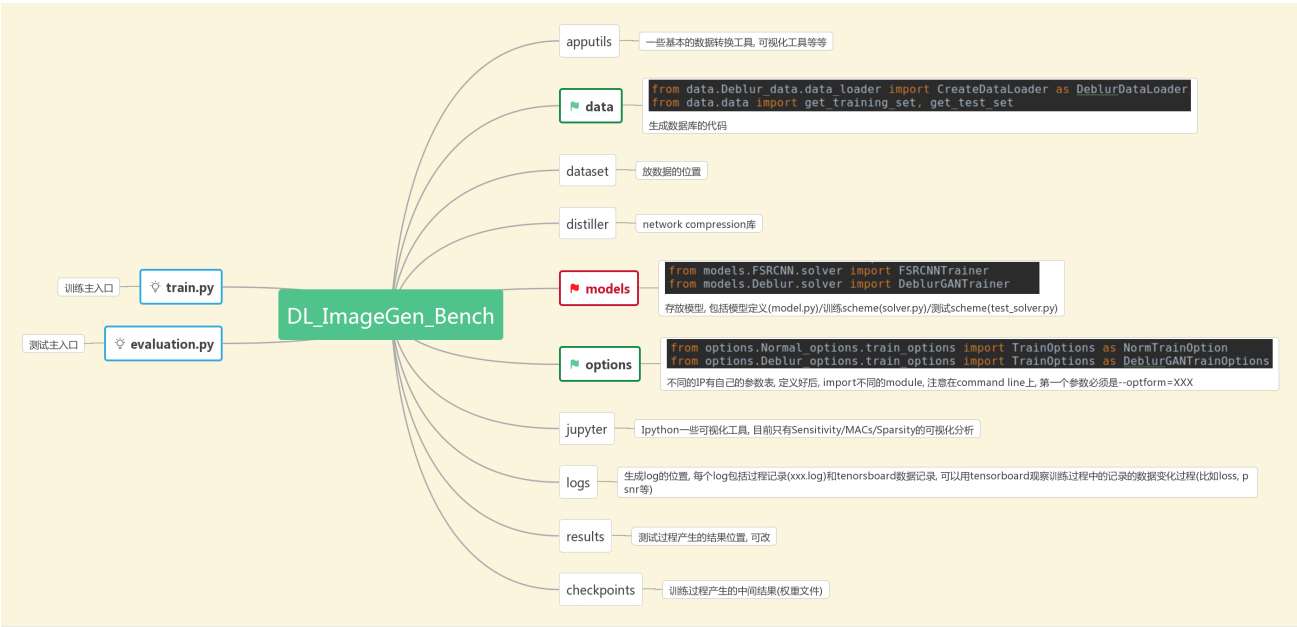 apputils
一些基本的数据转换工具, 可视化工具等等
data
from data.Deblur_data.data_loader import CreateDataLoader as DeblurDataLoader
from data.data import get_training_set, get_test_set
生成数据库的代码
dataset
放数据的位置
distiller
network compression库
训练主入口
train.py
测试主入口
evaluation.py
DL_ImageGen_Bench
models
from models.FSRCNN.solver import FSRCNNTrainer
from models.Deblur.solver import DeblurGANTrainer
存放模型, 包括模型定义(model.py)/训练scheme(solver.py)/测试scheme(test_solver.py)
options
from options.Normal_options.train_options import TrainOptions as NormTrainOption
from options.Deblur_options.train_options import TrainOptions as DeblurGANTrainOptions
不同的IP有自己的参数表, 定义好后, import不同的module, 注意在command line上, 第一个参数必须是--optform=XXX
jupyter
Ipython一些可视化工具, 目前只有Sensitivity/MACs/Sparsity的可视化分析
logs
生成log的位置, 每个log包括过程记录(xxx.log)和tenorsboard数据记录, 可以用tensorboard观察训练过程中的记录的数据变化过程(比如loss, p
snr等)
results
测试过程产生的结果位置, 可改
checkpoints
训练过程产生的中间结果(权重文件)